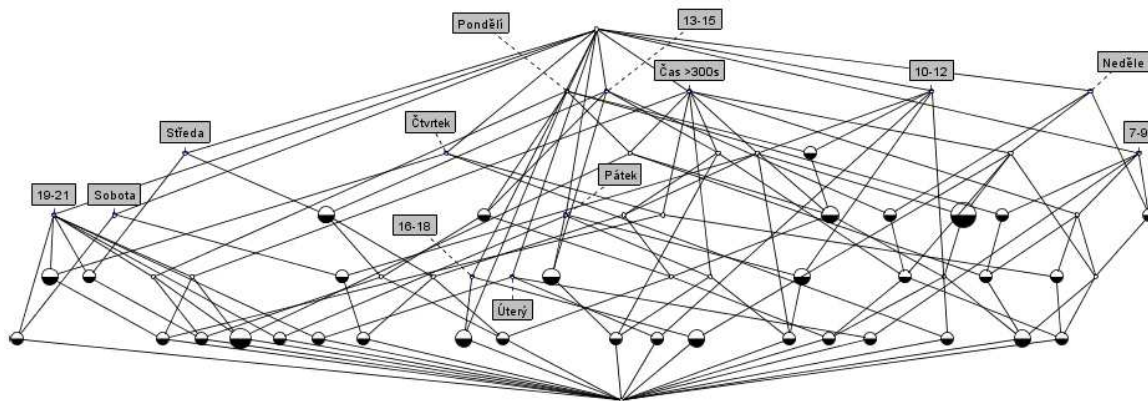 Pondělí
13-15
Čas >300s
10-12
Neděle
Středa
Čtvrtek
7-9
19-21
Sobota
Pátek
16-18
Úterý